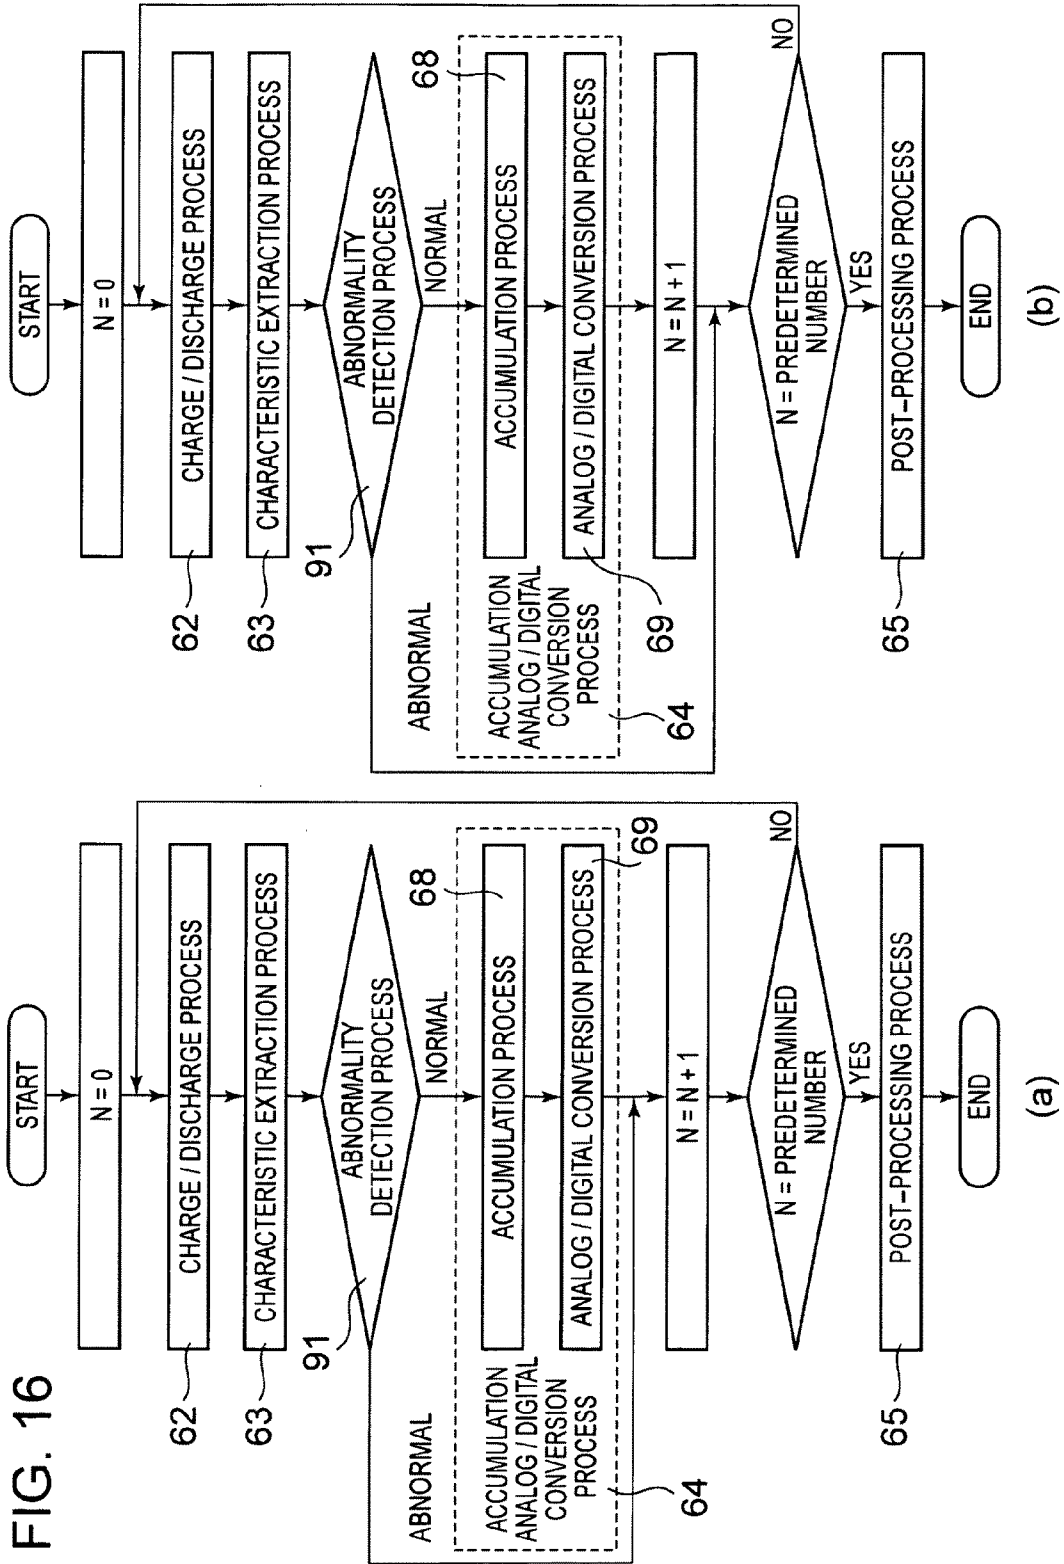 FIG. 16
START
N = 0
CHARGE / DISCHARGE PROCESS
62
CHARACTERISTIC EXTRACTION PROCESS
63
ABNORMALITY
DETECTION PROCESS
91
NORMAL
ABNORMAL
ACCUMULATION PROCESS
68
ANALOG / DIGITAL CONVERSION PROCESS
69
ACCUMULATION
ANALOG / DIGITAL
CONVERSION
PROCESS
64
N = N + 1
N = PREDETERMINED
NUMBER
NO
YES
POST-PROCESSING PROCESS
65
END
(a)
START
N = 0
CHARGE / DISCHARGE PROCESS
62
CHARACTERISTIC EXTRACTION PROCESS
63
ABNORMALITY
DETECTION PROCESS
91
NORMAL
ABNORMAL
ACCUMULATION PROCESS
68
ANALOG / DIGITAL CONVERSION PROCESS
69
ACCUMULATION
ANALOG / DIGITAL
CONVERSION
PROCESS
64
N = N + 1
N = PREDETERMINED
NUMBER
NO
YES
POST-PROCESSING PROCESS
65
END
(b)